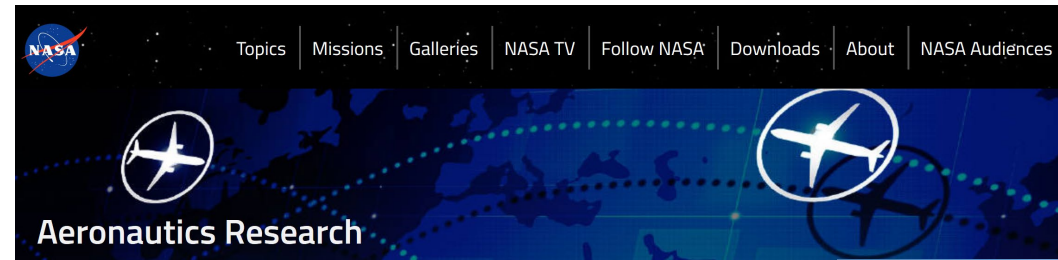 NASA
Topics Missions Galleries NASA TV Follow NASA Downloads About NASA Audiences
Aeronautics Research